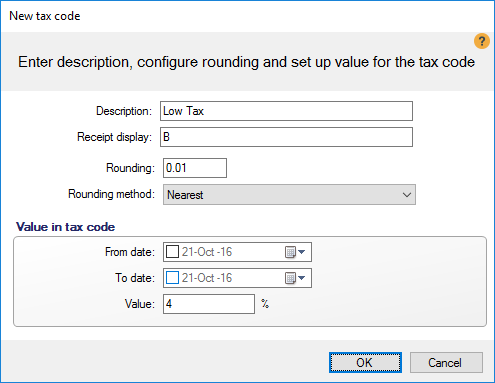 New tax code
?
Enter description, configure rounding and set up value for the tax code
Description: Low Tax
Receipt display: B
Rounding: 0.01
Rounding method: Nearest
Value in tax code
From date: 21-Oct -16
To date: 21-Oct -16
Value: 4 %
OK Cancel